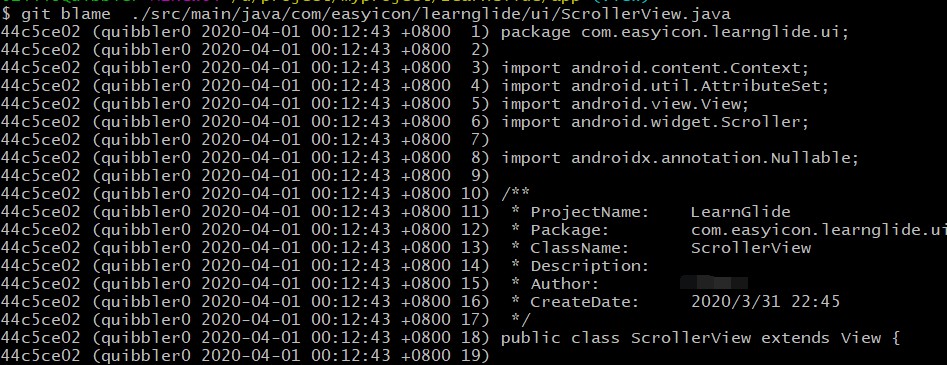 $ git blame  ./src/main/java/com/easyicon/learnglide/ui/ScrollerView.java
44c5ce02 (quibbler0 2020-04-01 00:12:43 +0800  1) package com.easyicon.learnglide.ui;
44c5ce02 (quibbler0 2020-04-01 00:12:43 +0800  2)
44c5ce02 (quibbler0 2020-04-01 00:12:43 +0800  3) import android.content.Context;
44c5ce02 (quibbler0 2020-04-01 00:12:43 +0800  4) import android.util.AttributeSet;
44c5ce02 (quibbler0 2020-04-01 00:12:43 +0800  5) import android.view.View;
44c5ce02 (quibbler0 2020-04-01 00:12:43 +0800  6) import android.widget.Scroller;
44c5ce02 (quibbler0 2020-04-01 00:12:43 +0800  7)
44c5ce02 (quibbler0 2020-04-01 00:12:43 +0800  8) import androidx.annotation.Nullable;
44c5ce02 (quibbler0 2020-04-01 00:12:43 +0800  9)
44c5ce02 (quibbler0 2020-04-01 00:12:43 +0800 10) /**
44c5ce02 (quibbler0 2020-04-01 00:12:43 +0800 11)  * ProjectName:    LearnGlide
44c5ce02 (quibbler0 2020-04-01 00:12:43 +0800 12)  * Package:        com.easyicon.learnglide.ui
44c5ce02 (quibbler0 2020-04-01 00:12:43 +0800 13)  * ClassName:      ScrollerView
44c5ce02 (quibbler0 2020-04-01 00:12:43 +0800 14)  * Description:
44c5ce02 (quibbler0 2020-04-01 00:12:43 +0800 15)  * Author:
44c5ce02 (quibbler0 2020-04-01 00:12:43 +0800 16)  * CreateDate:     2020/3/31 22:45
44c5ce02 (quibbler0 2020-04-01 00:12:43 +0800 17)  */
44c5ce02 (quibbler0 2020-04-01 00:12:43 +0800 18) public class ScrollerView extends View {
44c5ce02 (quibbler0 2020-04-01 00:12:43 +0800 19)